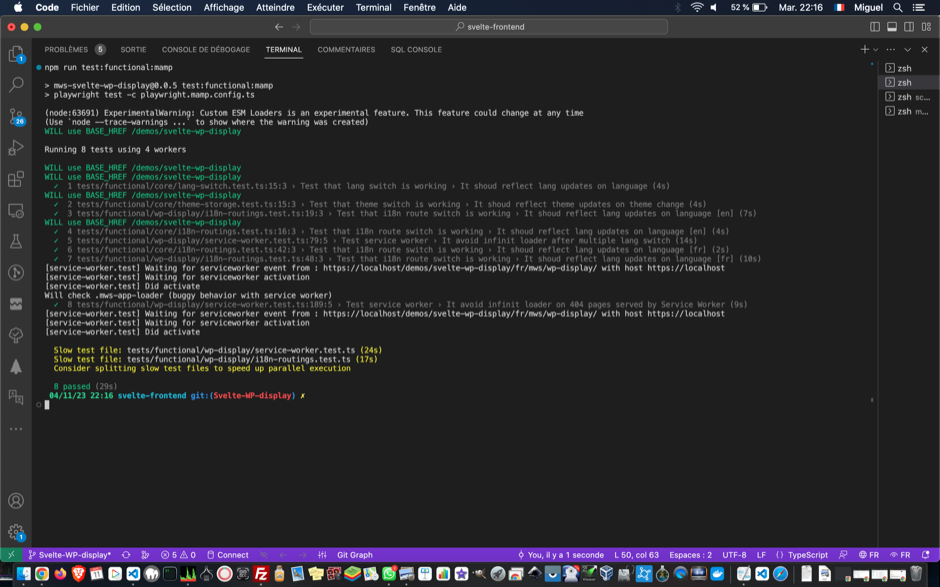 Code Fichier Edition Sélection Affichage Atteindre Exécuter Terminal Fenêtre Aide 52 % Mar. 22:16 Miguel
svelte-frontend
PROBLÈMES 5 SORTIE CONSOLE DE DÉBOGAGE TERMINAL COMMENTAIRES SQL CONSOLE
npm run test:functional:mamp
> mws-svelte-wp-display@0.0.5 test:functional:mamp
> playwright test -c playwright.mamp.config.ts
(node:63691) ExperimentalWarning: Custom ESM Loaders is an experimental feature. This feature could change at any time
(Use `node --trace-warnings ...` to show where the warning was created)
WILL use BASE_HREF /demos/svelte-wp-display
Running 8 tests using 4 workers
WILL use BASE_HREF /demos/svelte-wp-display
WILL use BASE_HREF /demos/svelte-wp-display
✓ 1 tests/functional/core/lang-switch.test.ts:15:3 › Test that lang switch is working › It shoud reflect lang updates on language (4s)
WILL use BASE_HREF /demos/svelte-wp-display
✓ 2 tests/functional/core/theme-storage.test.ts:15:3 › Test that theme switch is working › It shoud reflect theme updates on theme change (4s)
✓ 3 tests/functional/wp-display/i18n-routings.test.ts:19:3 › Test that i18n route switch is working › It shoud reflect lang updates on language [en] (7s)
WILL use BASE_HREF /demos/svelte-wp-display
✓ 4 tests/functional/core/i18n-routings.test.ts:16:3 › Test that i18n route switch is working › It shoud reflect lang updates on language [en] (4s)
✓ 5 tests/functional/wp-display/service-worker.test.ts:79:5 › Test service worker › It avoid infinit loader after multiple lang switch (14s)
✓ 6 tests/functional/core/i18n-routings.test.ts:42:3 › Test that i18n route switch is working › It shoud reflect lang updates on language [fr] (2s)
✓ 7 tests/functional/wp-display/i18n-routings.test.ts:40:3 › Test that i18n route switch is working › It shoud reflect lang updates on language [fr] (10s)
[service-worker.test] Waiting for serviceworker event from : https://localhost/demos/svelte-wp-display/fr/mws/wp-display/ with host https://localhost
[service-worker.test] Waiting for serviceworker activation
[service-worker.test] Did activate
Will check .mws-app-loader (buggy behavior with service worker)
✓ 8 tests/functional/wp-display/service-worker.test.ts:189:5 › Test service worker › It avoid infinit loader on 404 pages served by Service Worker (9s)
[service-worker.test] Waiting for serviceworker event from : https://localhost/demos/svelte-wp-display/fr/mws/wp-display/ with host https://localhost
[service-worker.test] Waiting for serviceworker activation
[service-worker.test] Did activate
Slow test file: tests/functional/wp-display/service-worker.test.ts (24s)
Slow test file: tests/functional/wp-display/i18n-routings.test.ts (17s)
Consider splitting slow test files to speed up parallel execution
8 passed (29s)
04/11/23 22:16 svelte-frontend git:(Svelte-WP-display) ✗
zsh
zsh
zsh sc...
zsh m...
1
26
1
Svelte-WP-display* 5 0 Connect Git Graph You, il y a 1 seconde L 50, col 63 Espaces : 2 UTF-8 LF {} TypeScript FR FR